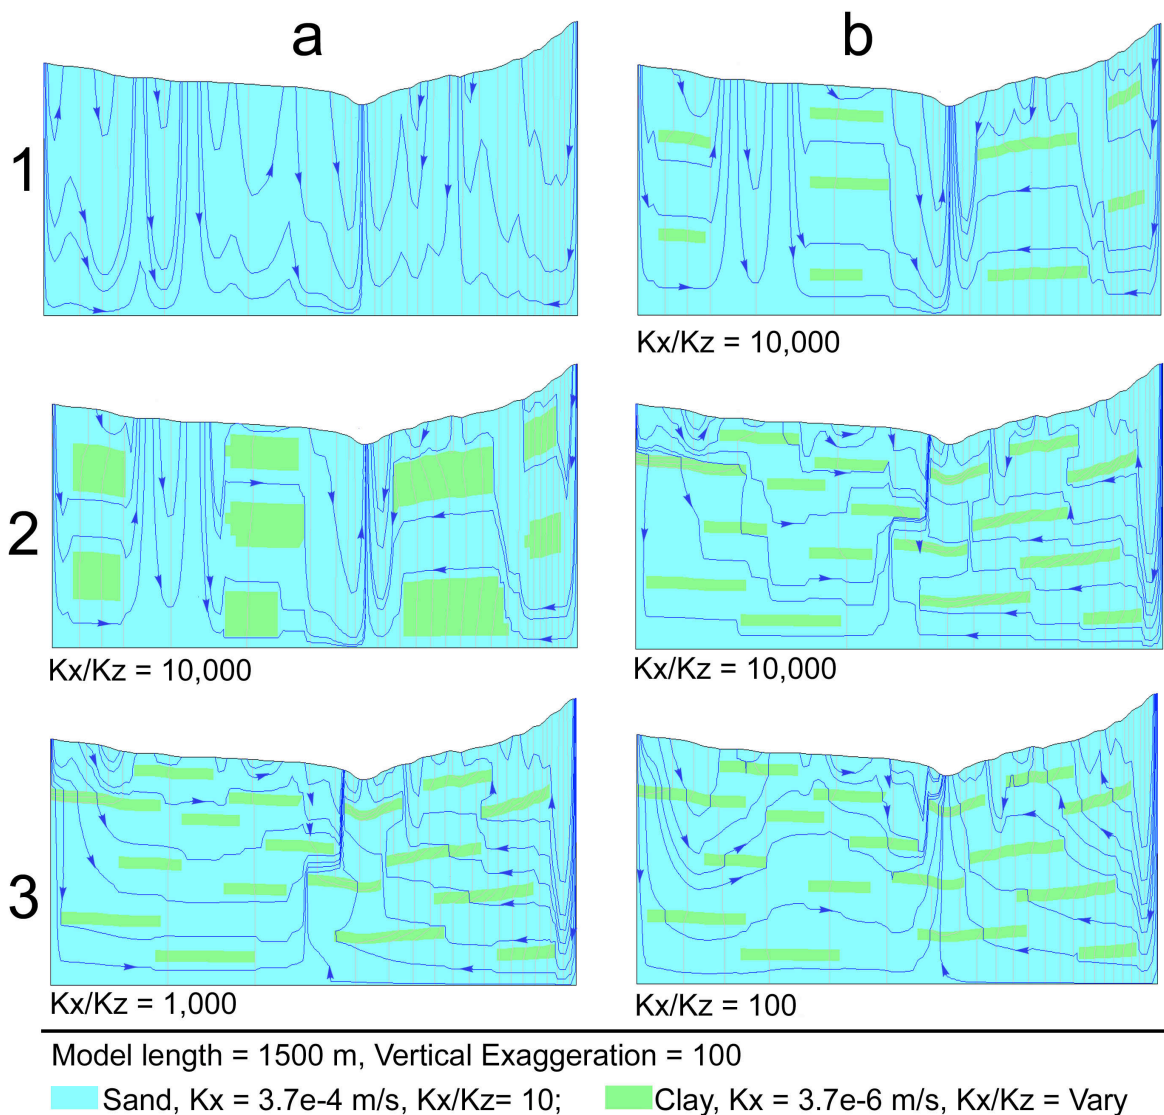 a
b
1
Kx/Kz = 10,000
2
Kx/Kz = 10,000
Kx/Kz = 10,000
3
Kx/Kz = 1,000
Kx/Kz = 100
Model length = 1500 m, Vertical Exaggeration = 100
Sand, Kx = 3.7e-4 m/s, Kx/Kz= 10;
Clay, Kx = 3.7e-6 m/s, Kx/Kz = Vary